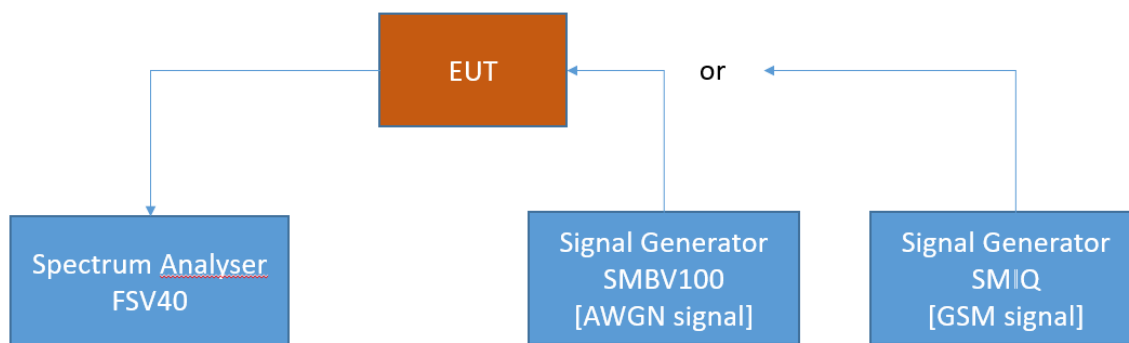 EUT
or
Spectrum Analyser
FSV40
Signal Generator
SMBV100
[AWGN signal]
Signal Generator
SMIQ
[GSM signal]